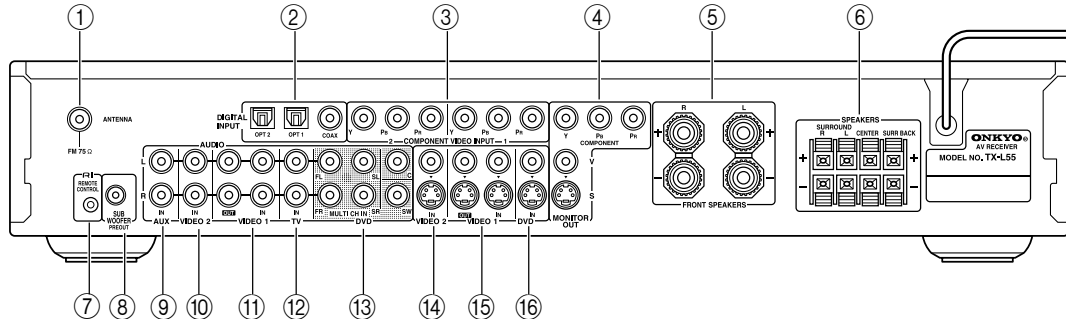 ① ② ③ ④ ⑤ ⑥
ANTENNA
FM 75 Ω
DIGITAL INPUT
OPT 2 OPT 1 COAX
Y PB PR Y PB PR
2 COMPONENT VIDEO INPUT 1
Y PB PR
COMPONENT
R L
+ +
− −
FRONT SPEAKERS
SPEAKERS
SURROUND
R L CENTER SURR BACK
+ +
− −
ONKYO
AV RECEIVER
MODEL NO. TX-L55
AUDIO
L
R
FL SL C
FR MULTI CH IN SR SW
V
S
RI
REMOTE CONTROL
SUB WOOFER PREOUT
IN IN OUT IN IN
AUX VIDEO 2 VIDEO 1 TV DVD
IN OUT IN IN
VIDEO 2 VIDEO 1 DVD
MONITOR OUT
⑦ ⑧ ⑨ ⑩ ⑪ ⑫ ⑬ ⑭ ⑮ ⑯